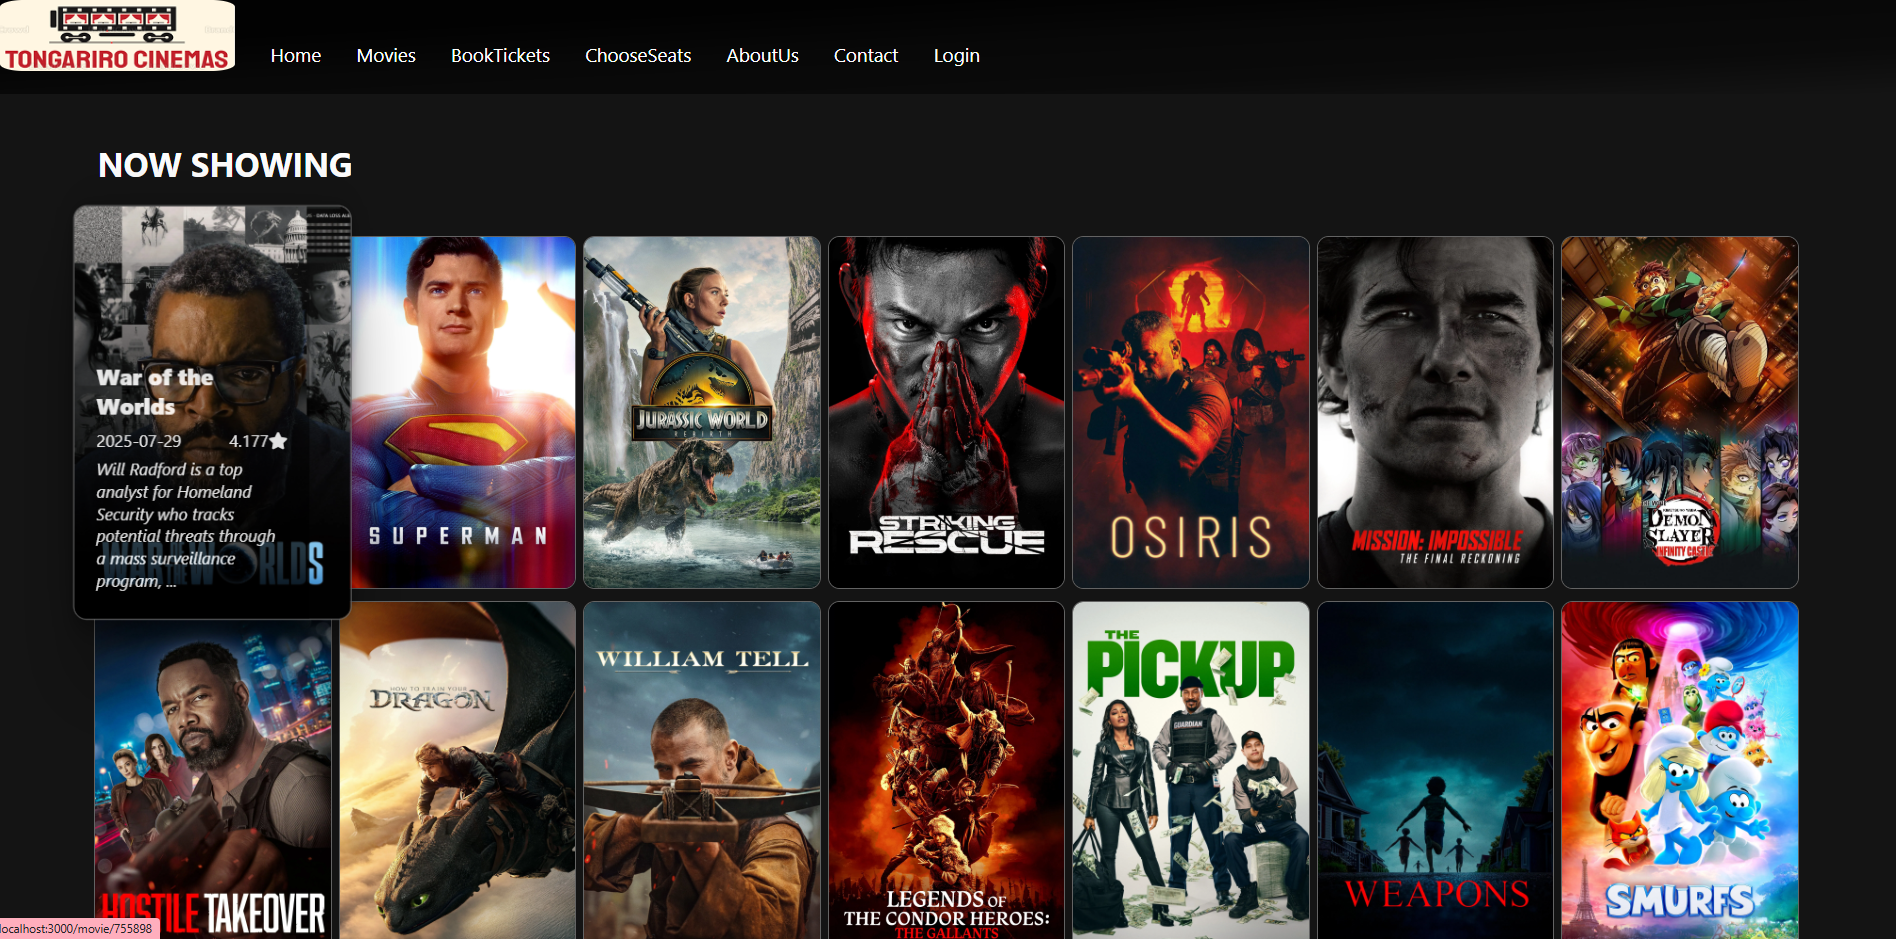 TONGARIRO CINEMAS
Home Movies BookTickets ChooseSeats AboutUs Contact Login
NOW SHOWING
War of the
Worlds
2025-07-29 4.177
Will Radford is a top
analyst for Homeland
Security who tracks
potential threats through
a mass surveillance
program, ...
SUPERMAN
JURASSIC WORLD
REBIRTH
STRIKING
RESCUE
OSIRIS
MISSION: IMPOSSIBLE
THE FINAL RECKONING
DEMON
SLAYER
INFINITY CASTLE
HOSTILE TAKEOVER
HOW TO TRAIN YOUR
DRAGON
WILLIAM TELL
LEGENDS OF
THE CONDOR HEROES:
THE GALLANTS
THE
PICKUP
GUARDIAN
WEAPONS
SMURFS
localhost:3000/movie/755898